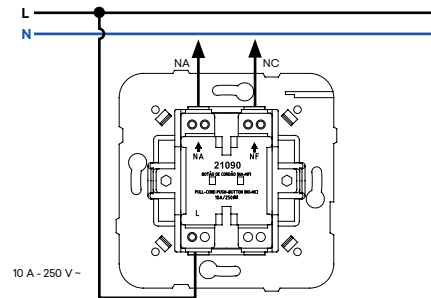 L
N
NA NC
NA NF
21090
BOTÃO DE CORDÃO (NA-NF)
PULL-CORD PUSH-BUTTON (NO-NC)
10A/250W
L
10 A - 250 V ~